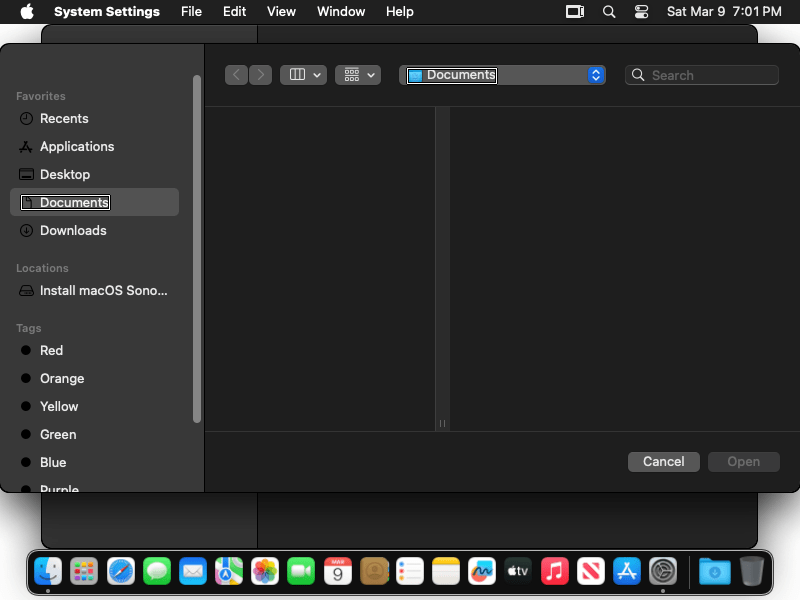 System Settings File Edit View Window Help Sat Mar 9 7:01 PM
Documents Search
Favorites
Recents
Applications
Desktop
Documents
Downloads
Locations
Install macOS Sono...
Tags
Red
Orange
Yellow
Green
Blue
Purple
Cancel Open
MAR
9
tv